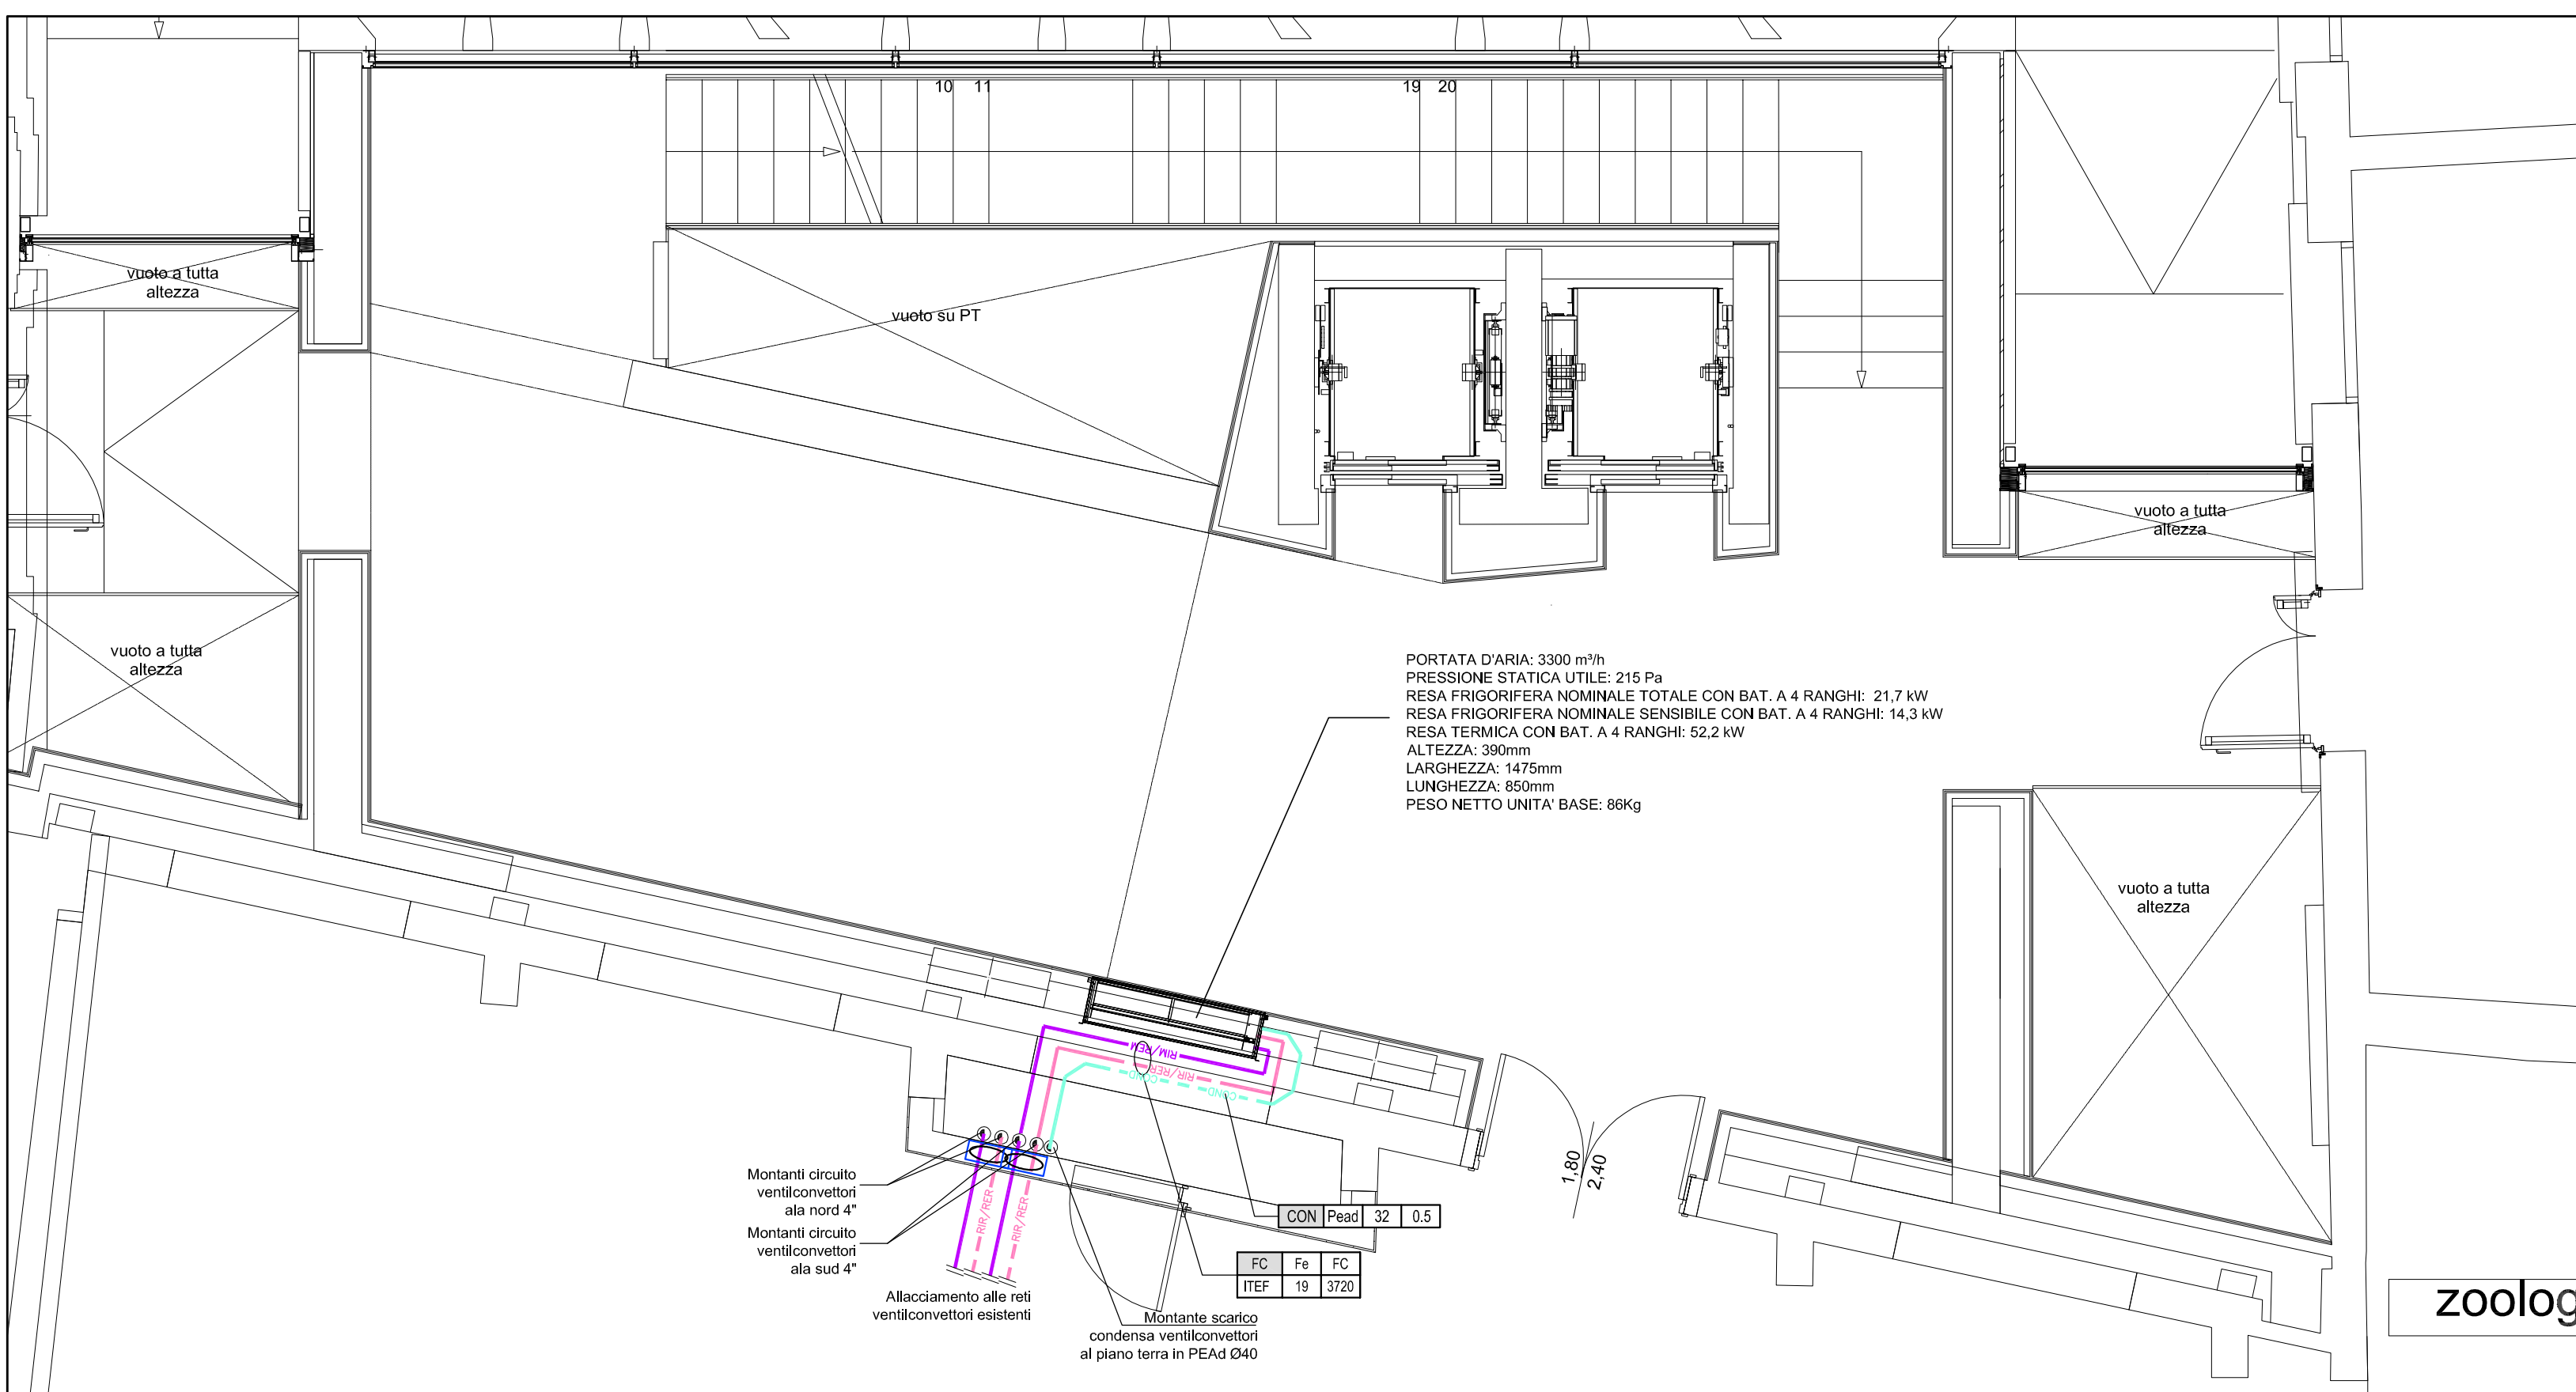 10 11
19 20
vuoto a tutta
altezza
vuoto su PT
vuoto a tutta
altezza
vuoto a tutta
altezza
PORTATA D'ARIA: 3300 m³/h
PRESSIONE STATICA UTILE: 215 Pa
RESA FRIGORIFERA NOMINALE TOTALE CON BAT. A 4 RANGHI: 21,7 kW
RESA FRIGORIFERA NOMINALE SENSIBILE CON BAT. A 4 RANGHI: 14,3 kW
RESA TERMICA CON BAT. A 4 RANGHI: 52,2 kW
ALTEZZA: 390mm
LARGHEZZA: 1475mm
LUNGHEZZA: 850mm
PESO NETTO UNITA' BASE: 86Kg
vuoto a tutta
altezza
RIM/REM
RIR/RER
COND
COND
1,80
2,40
Montanti circuito
ventilconvettori
ala nord 4"
Montanti circuito
ventilconvettori
ala sud 4"
RIR/RER
RIR/RER
CON Pead 32 0.5
FC Fe FC
ITEF 19 3720
Allacciamento alle reti
ventilconvettori esistenti
Montante scarico
condensa ventilconvettori
al piano terra in PEAd Ø40
zoolog